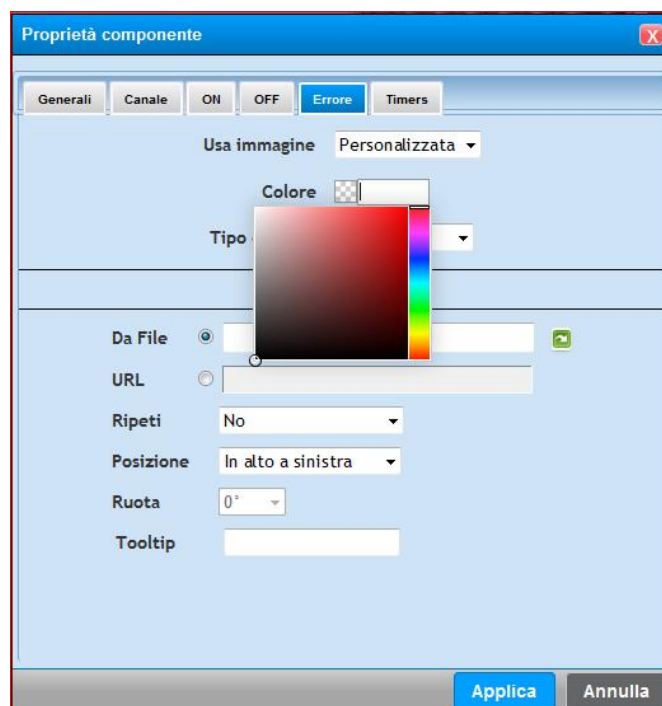 Proprietà componente
X
Generali Canale ON OFF Errore Timers
Usa immagine Personalizzata
Colore
Tipo
Da File
URL
Ripeti No
Posizione In alto a sinistra
Ruota 0°
Tooltip
Applica Annulla